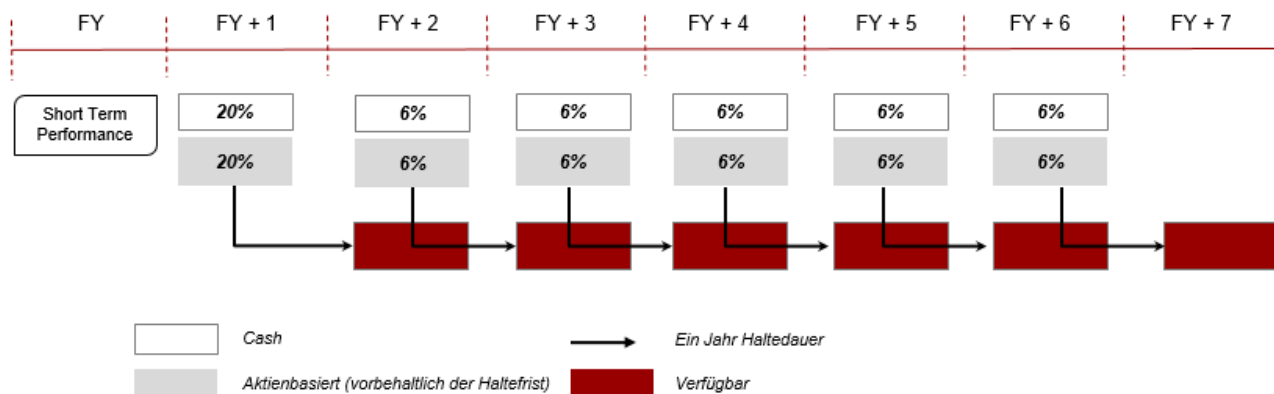 FY FY + 1 FY + 2 FY + 3 FY + 4 FY + 5 FY + 6 FY + 7
Short Term
Performance
20% 6% 6% 6% 6% 6%
20% 6% 6% 6% 6% 6%
Cash Ein Jahr Haltedauer
Aktienbasiert (vorbehaltlich der Haltefrist) Verfügbar